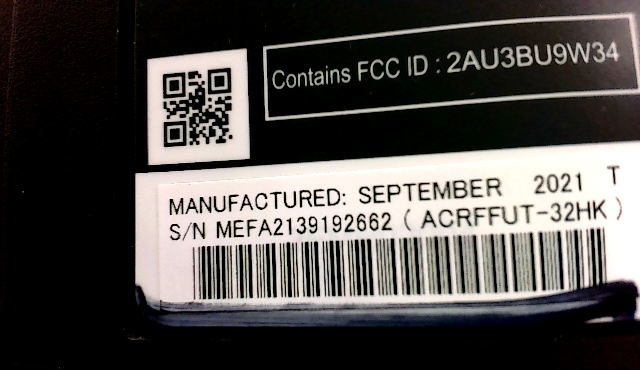 Contains FCC ID : 2AU3BU9W34
MANUFACTURED: SEPTEMBER 2021 T
S/N MEFA2139192662 ( ACRFFUT-32HK )